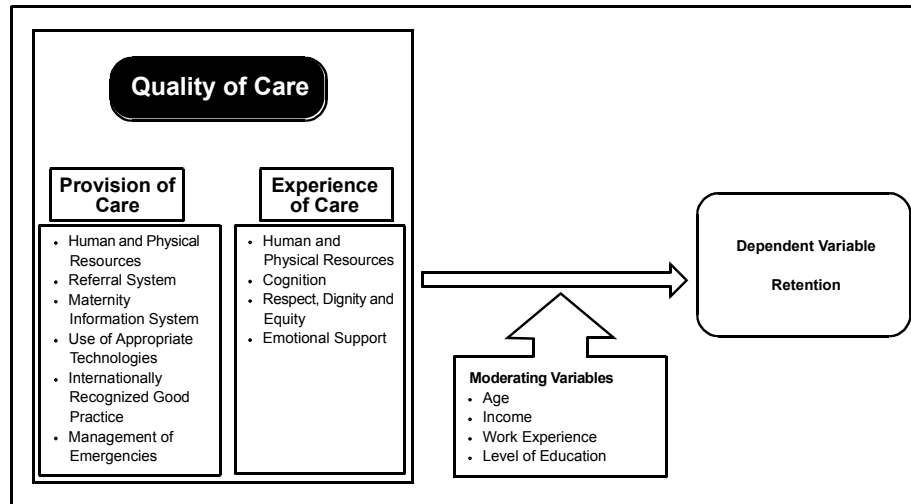 Quality of Care
Provision of
Care
• Human and Physical
Resources
• Referral System
• Maternity
Information System
• Use of Appropriate
Technologies
• Internationally
Recognized Good
Practice
• Management of
Emergencies
Experience
of Care
• Human and
Physical Resources
• Cognition
• Respect, Dignity and
Equity
• Emotional Support
Moderating Variables
• Age
• Income
• Work Experience
• Level of Education
Dependent Variable
Retention